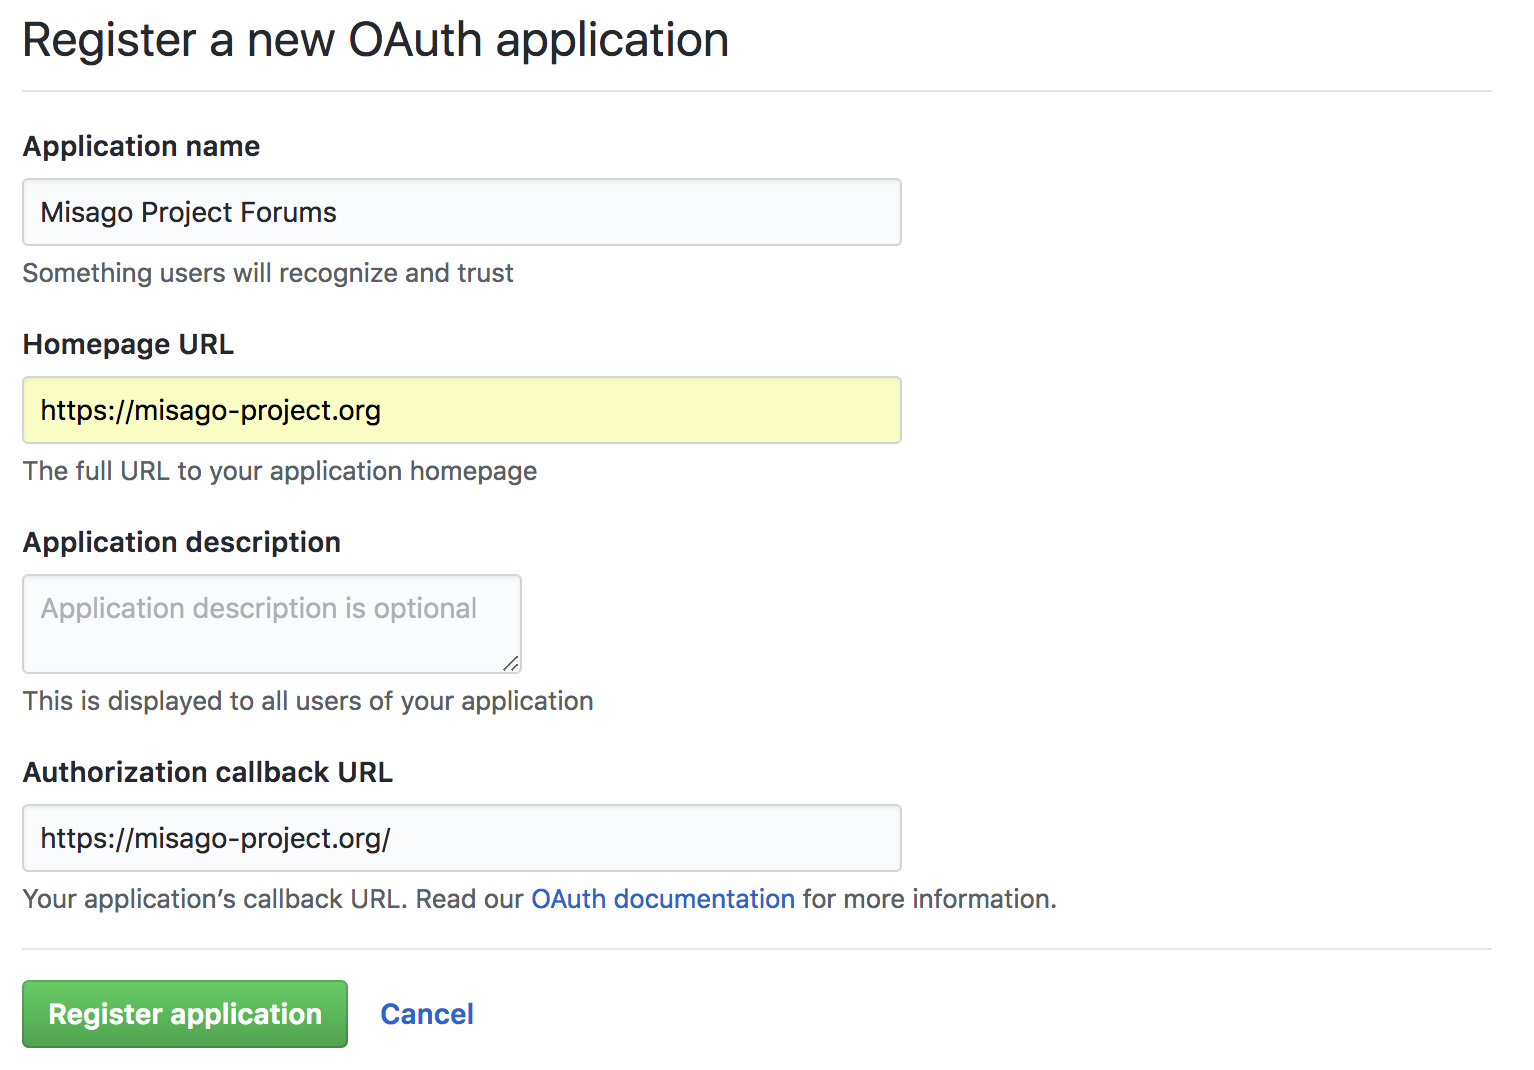 Register a new OAuth application
Application name
Misago Project Forums
Something users will recognize and trust
Homepage URL
https://misago-project.org
The full URL to your application homepage
Application description
Application description is optional
This is displayed to all users of your application
Authorization callback URL
https://misago-project.org/
Your application’s callback URL. Read our OAuth documentation for more information.
Register application
Cancel